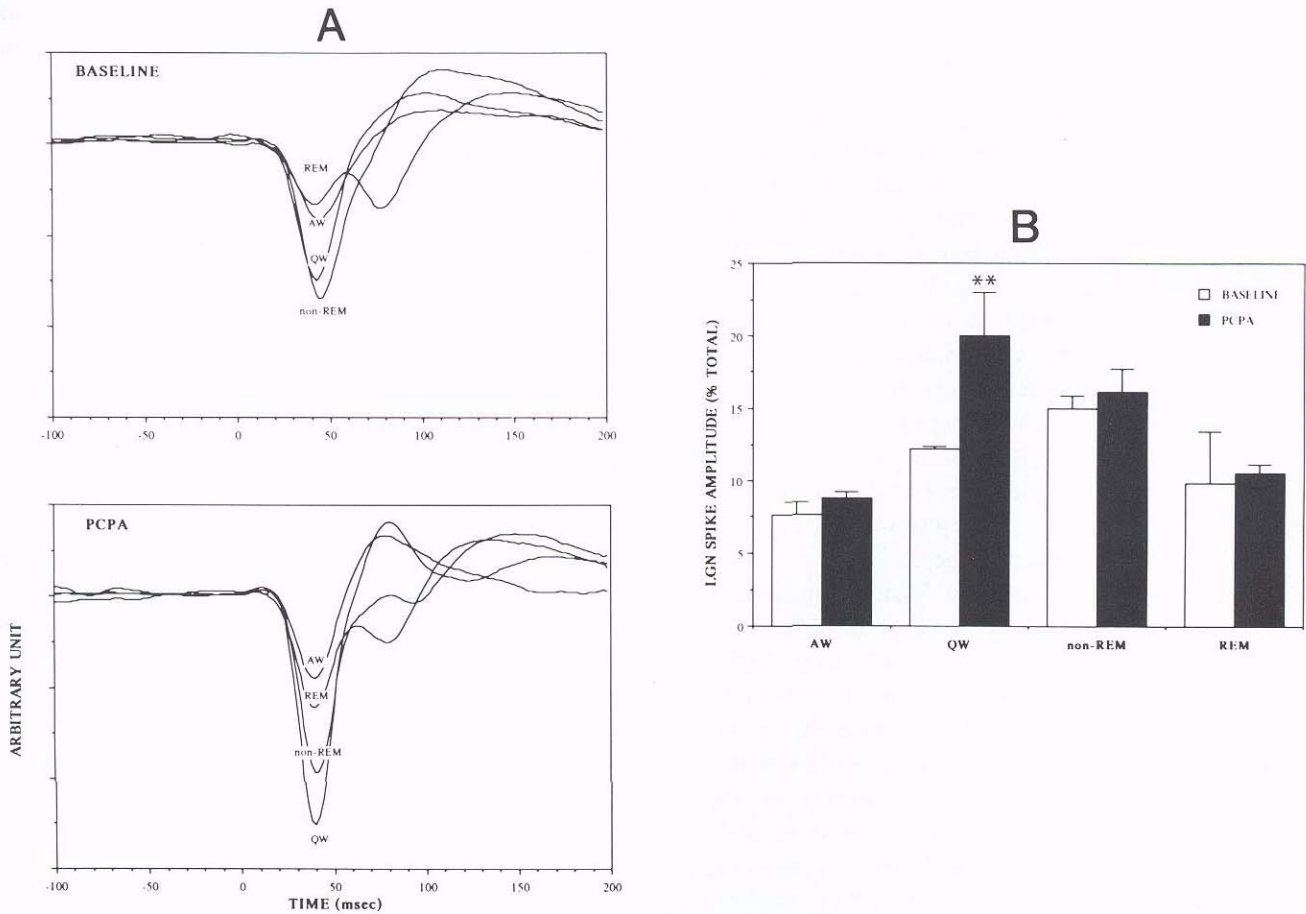 A
BASELINE
REM
AW
QW
non-REM
-100 -50 0 50 100 150 200
PCPA
AW
REM
non-REM
QW
ARBITRARY UNIT
-100 -50 0 50 100 150 200
TIME (msec)
B
25
20
15
10
5
0
**
BASELINE
PCPA
LGN SPIKE AMPLITUDE (% TOTAL)
AW QW non-REM REM